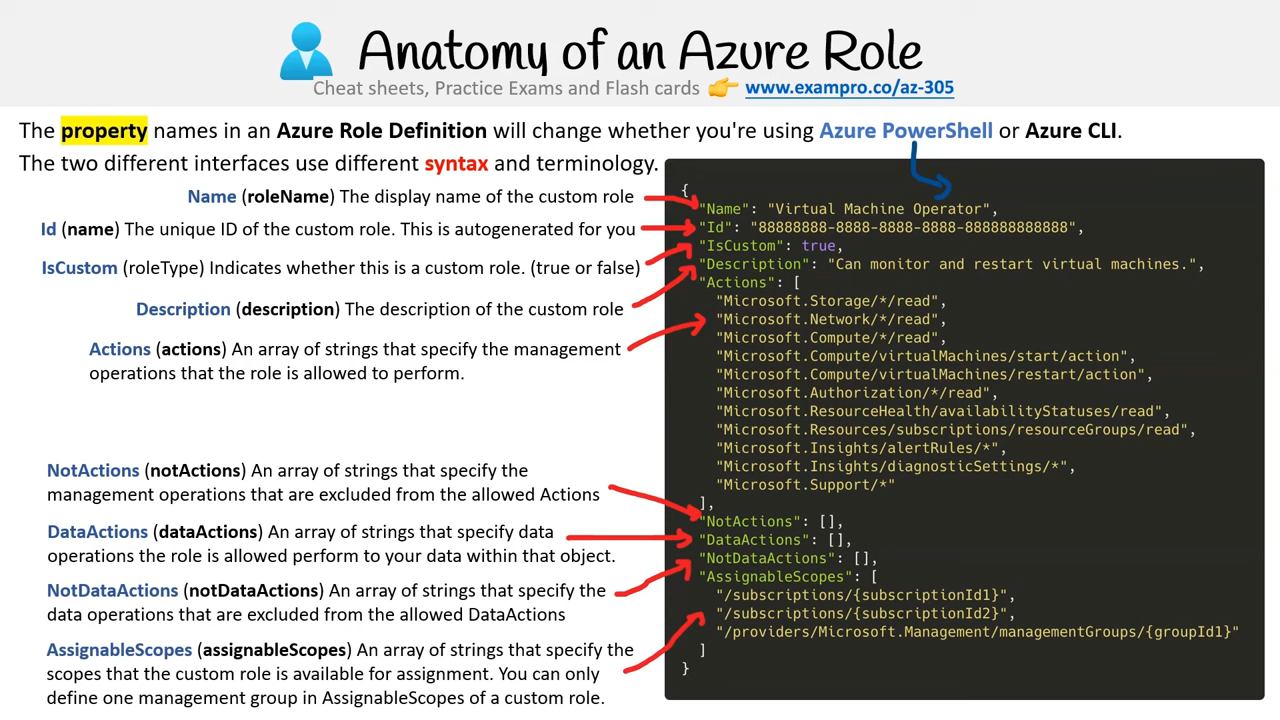 Anatomy of an Azure Role
Cheat sheets, Practice Exams and Flash cards 👉 www.exampro.co/az-305
The property names in an Azure Role Definition will change whether you're using Azure PowerShell or Azure CLI.
The two different interfaces use different syntax and terminology.
Name (roleName) The display name of the custom role
Id (name) The unique ID of the custom role. This is autogenerated for you
IsCustom (roleType) Indicates whether this is a custom role. (true or false)
Description (description) The description of the custom role
Actions (actions) An array of strings that specify the management
operations that the role is allowed to perform.
NotActions (notActions) An array of strings that specify the
management operations that are excluded from the allowed Actions
DataActions (dataActions) An array of strings that specify data
operations the role is allowed perform to your data within that object.
NotDataActions (notDataActions) An array of strings that specify the
data operations that are excluded from the allowed DataActions
AssignableScopes (assignableScopes) An array of strings that specify the
scopes that the custom role is available for assignment. You can only
define one management group in AssignableScopes of a custom role.
{
"Name": "Virtual Machine Operator",
"Id": "88888888-8888-8888-8888-888888888888",
"IsCustom": true,
"Description": "Can monitor and restart virtual machines.",
"Actions": [
"Microsoft.Storage/*/read",
"Microsoft.Network/*/read",
"Microsoft.Compute/*/read",
"Microsoft.Compute/virtualMachines/start/action",
"Microsoft.Compute/virtualMachines/restart/action",
"Microsoft.Authorization/*/read",
"Microsoft.ResourceHealth/availabilityStatuses/read",
"Microsoft.Resources/subscriptions/resourceGroups/read",
"Microsoft.Insights/alertRules/*",
"Microsoft.Insights/diagnosticSettings/*",
"Microsoft.Support/*"
],
"NotActions": [],
"DataActions": [],
"NotDataActions": [],
"AssignableScopes": [
"/subscriptions/{subscriptionId1}",
"/subscriptions/{subscriptionId2}",
"/providers/Microsoft.Management/managementGroups/{groupId1}"
]
}